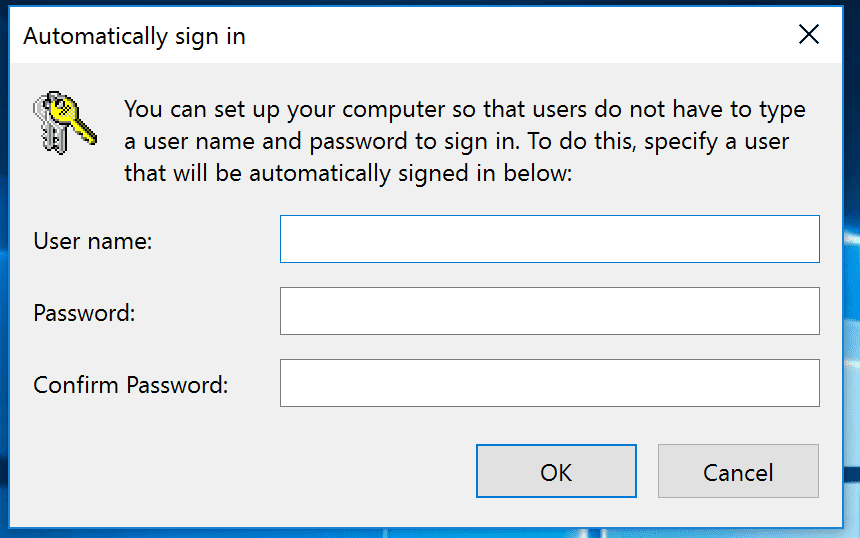 Automatically sign in
You can set up your computer so that users do not have to type
a user name and password to sign in. To do this, specify a user
that will be automatically signed in below:
User name:
Password:
Confirm Password:
OK Cancel